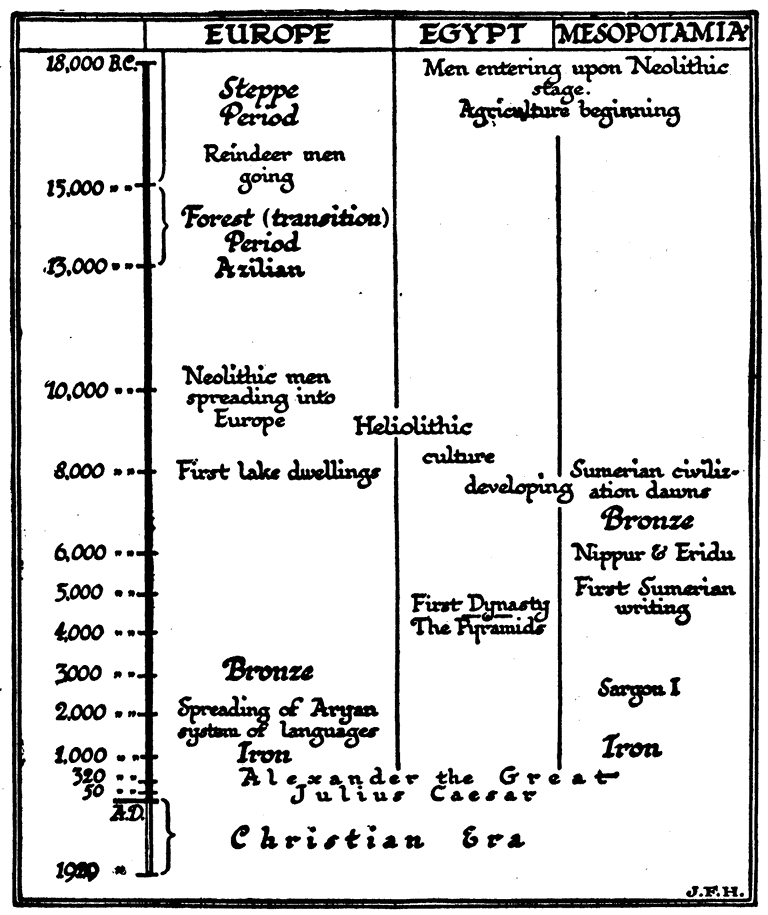 EUROPE EGYPT MESOPOTAMIA
18,000 B.C.
Steppe
Period
Reindeer men
going
15,000 " "
Forest (transition)
Period
13,000 " "
Azilian
10,000 " "
Neolithic men
spreading into
Europe
8,000 " "
First lake dwellings
6,000 " "
5,000 " "
4,000 " "
3,000 " "
Bronze
2,000 " "
Spreading of Aryan
system of languages
1,000 " "
Iron
320 " "
50 " "
A.D.
Men entering upon Neolithic
stage.
Agriculture beginning
Heliolithic
culture
developing
First Dynasty
The Pyramids
Sumerian civiliz-
ation dawns
Bronze
Nippur & Eridu
First Sumerian
writing
Sargon I
Iron
Alexander the Great
Julius Caesar
Christian Era
J.F.H.